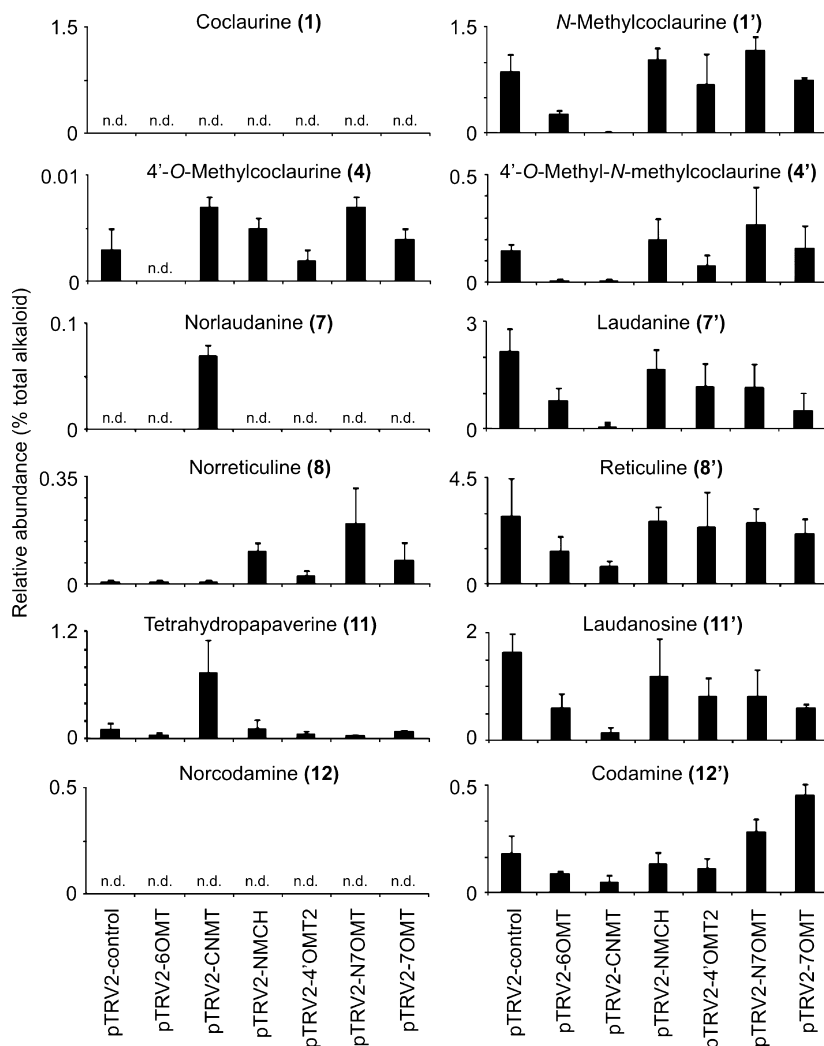 Relative abundance (% total alkaloid)
Coclaurine (1)
1.5
0
n.d. n.d. n.d. n.d. n.d. n.d. n.d.
N-Methylcoclaurine (1’)
1.5
1.0
0
4’-O-Methylcoclaurine (4)
0.01
0
n.d.
4’-O-Methyl-N-methylcoclaurine (4’)
0.5
0
Norlaudanine (7)
0.1
0
n.d. n.d. n.d. n.d. n.d. n.d.
Laudanine (7’)
3
0
Norreticuline (8)
0.35
0
Reticuline (8’)
4.5
0
Tetrahydropapaverine (11)
1.2
0
Laudanosine (11’)
2
0
Norcodamine (12)
0.5
0
n.d. n.d. n.d. n.d. n.d. n.d. n.d.
Codamine (12’)
0.5
0
pTRV2-control
pTRV2-6OMT
pTRV2-CNMT
pTRV2-NMCH
pTRV2-4’OMT2
pTRV2-N7OMT
pTRV2-7OMT
pTRV2-control
pTRV2-6OMT
pTRV2-CNMT
pTRV2-NMCH
pTRV2-4’OMT2
pTRV2-N7OMT
pTRV2-7OMT